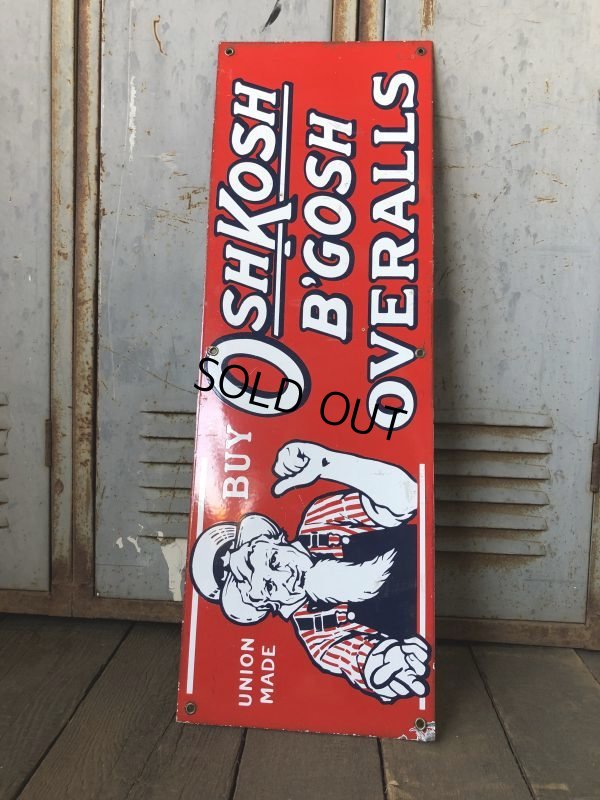 UNION
MADE
BUY OSHKOSH
B'GOSH
OVERALLS
SOLD OUT